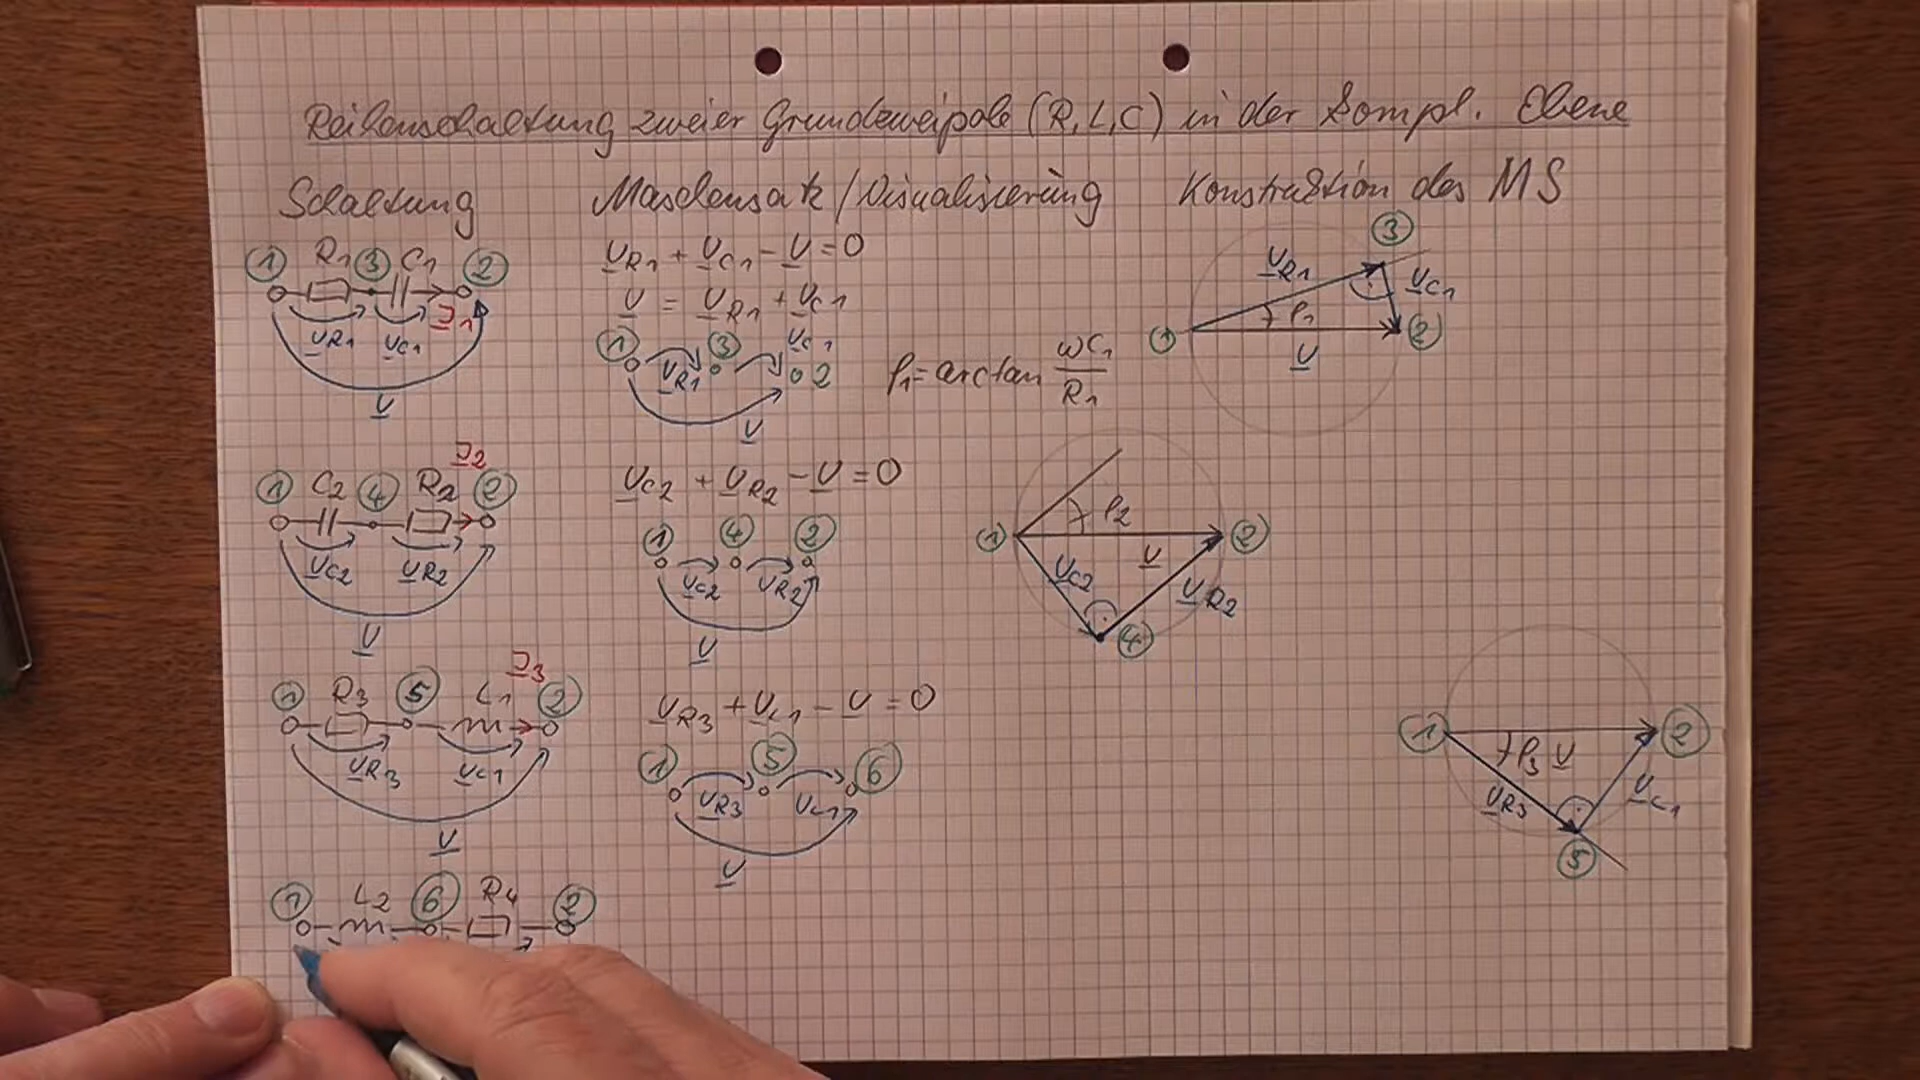 Reihenschaltung zweier Grundzweipole (R, L, C) in der kompl. Ebene
Schaltung Maschensatz / Visualisierung Konstruktion des MS
1 R1 3 C1 2
I1
UR1 UC1
U
UR1 + UC1 - U = 0
U = UR1 + UC1
1 3 UC1
UR1 2
U
φ1 = arctan ωC1 / R1
3
UR1 UC1
1 φ1 2
U
I2
1 C2 4 R2 2
UC2 UR2
U
UC2 + UR2 - U = 0
1 4 2
UC2 UR2
U
φ2
1 2
U
UC2 UR2
4
I3
1 R3 5 L1 2
UR3 UL1
U
UR3 + UL1 - U = 0
1 5 6
UR3 UL1
U
1 2
φ3 U
UR3 UL1
5
1 L2 6 R4 2